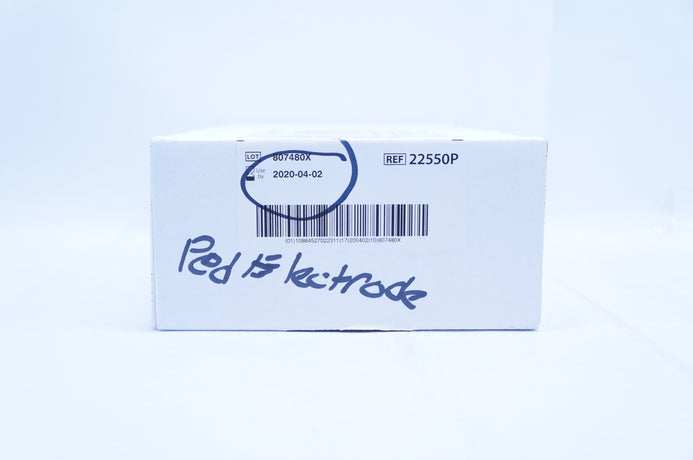 LOT 807480X
Use by 2020-04-02
REF 22550P
(01)10884527022311(17)200402(10)807480X
Ped Electrode